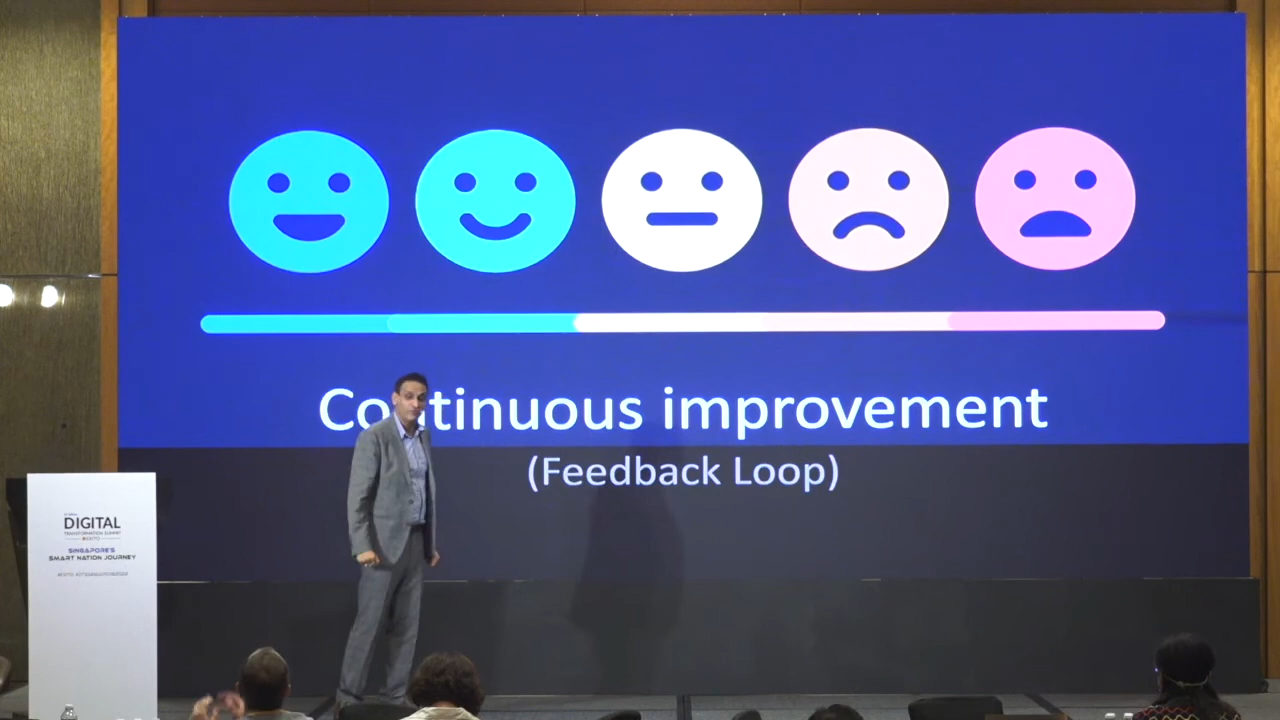 Continuous improvement
(Feedback Loop)
DIGITAL
TRANSFORMATION SUMMIT
SINGAPORE'S
SMART NATION JOURNEY